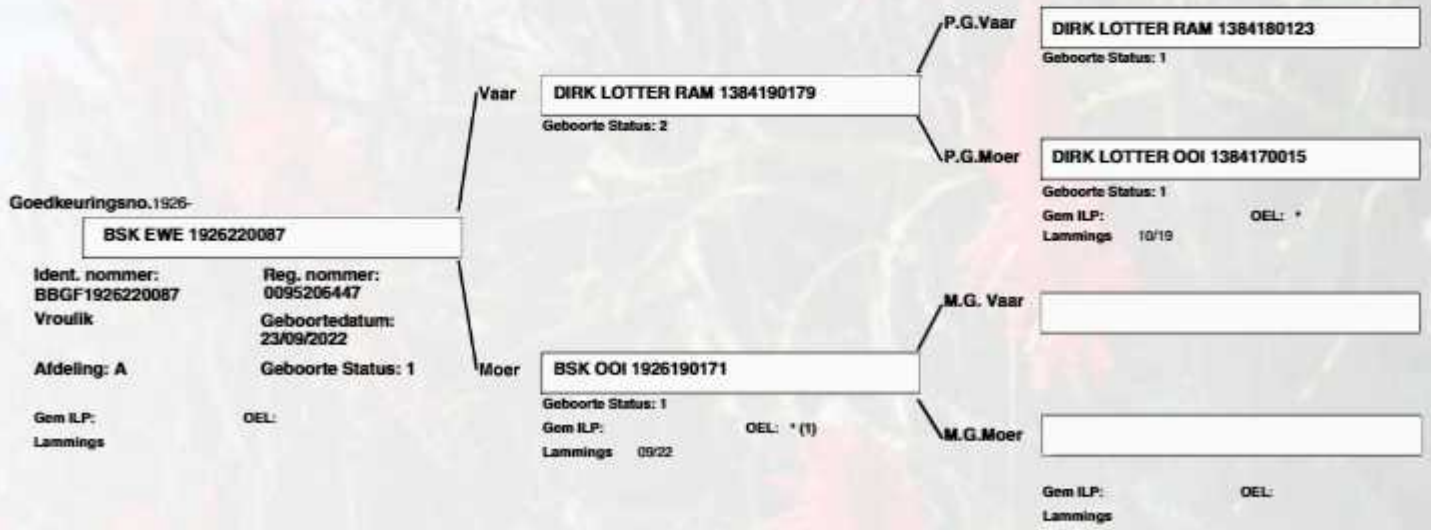 P.G.Vaar
DIRK LOTTER RAM 1384180123
Geboorte Status: 1
Vaar
DIRK LOTTER RAM 1384190179
Geboorte Status: 2
P.G.Moer
DIRK LOTTER OOI 1384170015
Geboorte Status: 1
Gem ILP: OEL: *
Lammings 10/19
Goedkeuringsno.1926-
BSK EWE 1926220087
Ident. nommer: Reg. nommer:
BBGF1926220087 0095206447
Vroulik Geboortedatum:
23/09/2022
Afdeling: A Geboorte Status: 1
Gem ILP: OEL:
Lammings
M.G. Vaar
Moer
BSK OOI 1926190171
Geboorte Status: 1
Gem ILP: OEL: * (1)
Lammings 09/22
M.G.Moer
Gem ILP: OEL:
Lammings